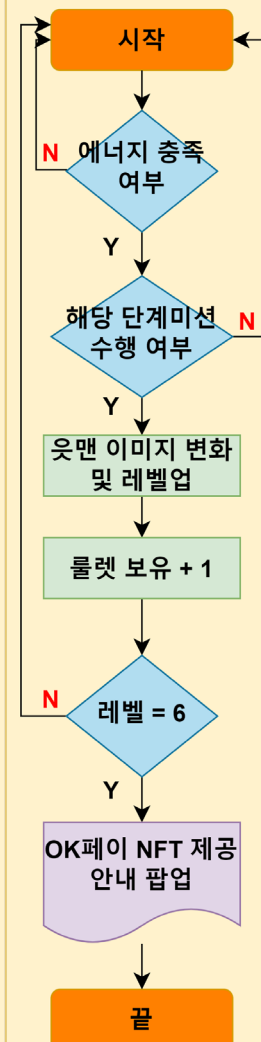 시작
N
에너지 충족
여부
Y
해당 단계미션
수행 여부
N
Y
웃맨 이미지 변화
및 레벨업
룰렛 보유 + 1
N
레벨 = 6
Y
OK페이 NFT 제공
안내 팝업
끝